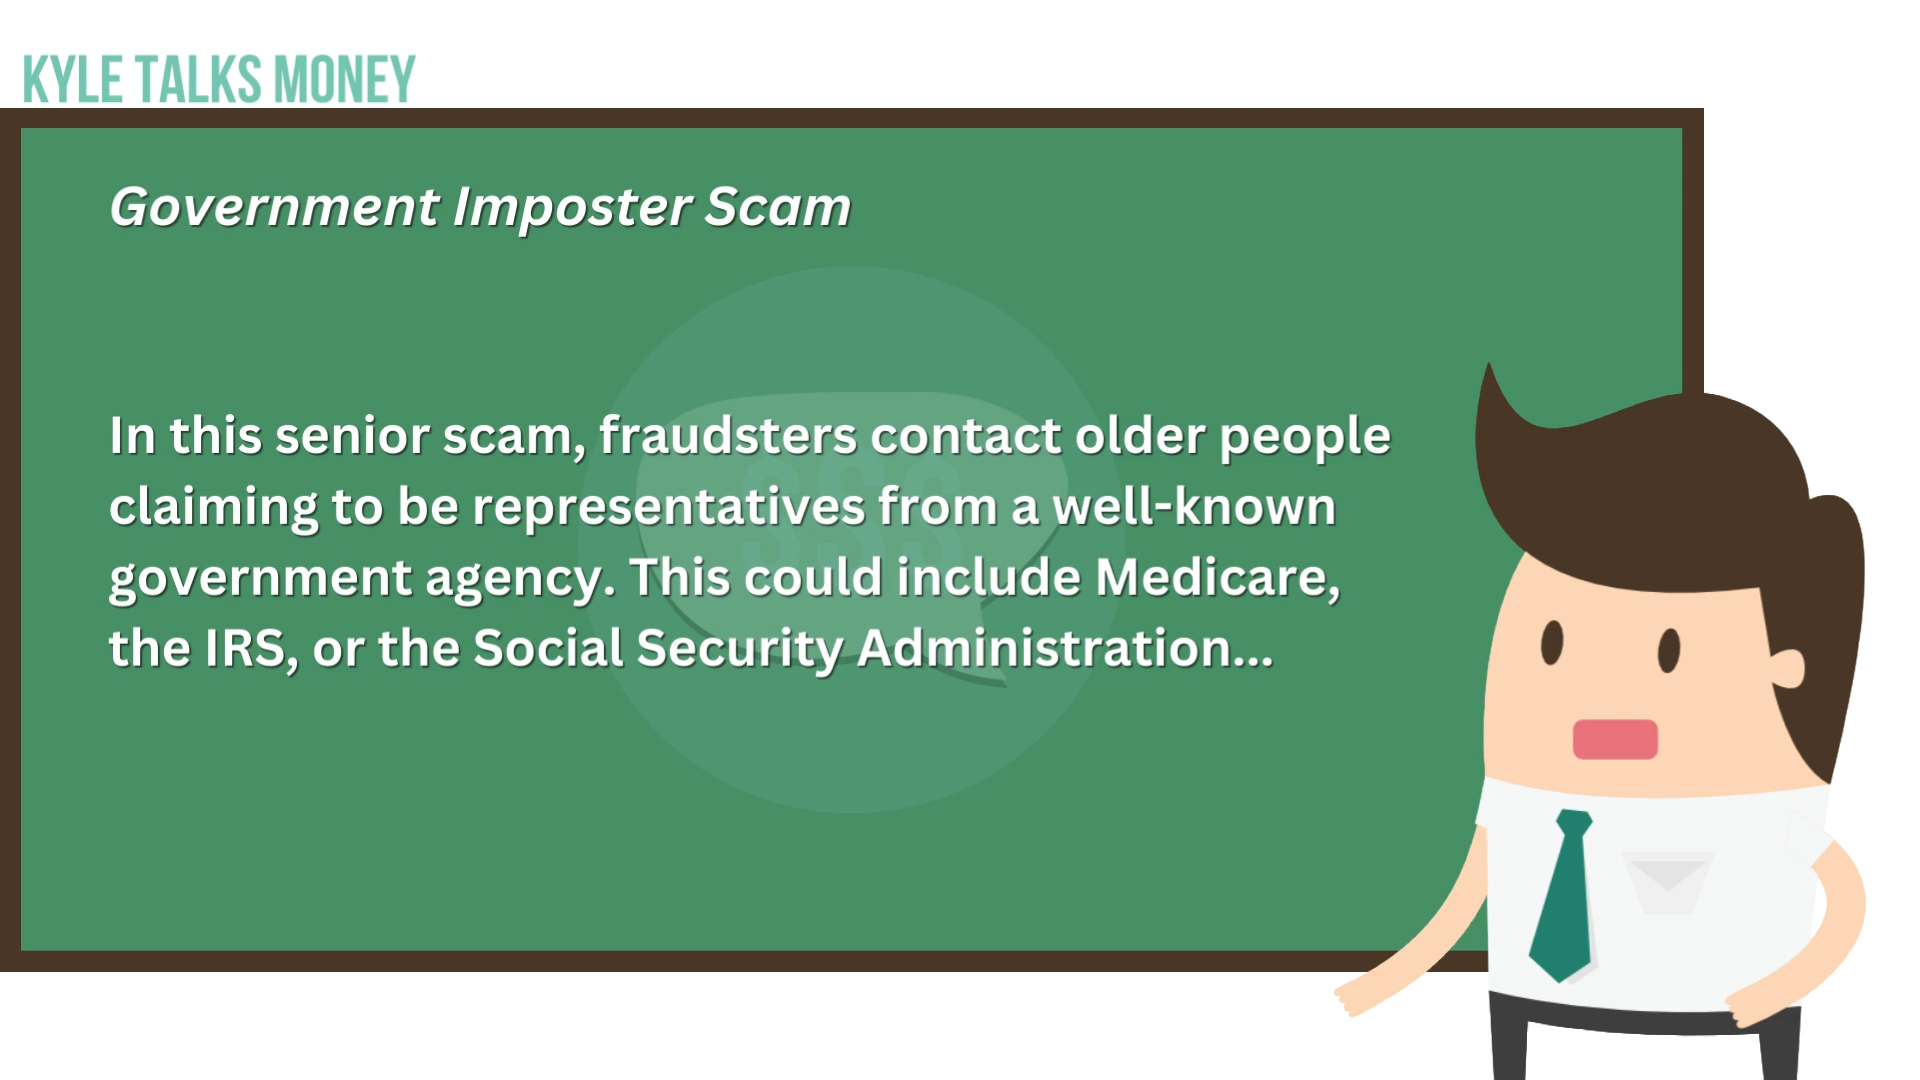 KYLE TALKS MONEY
Government Imposter Scam
In this senior scam, fraudsters contact older people
claiming to be representatives from a well-known
government agency. This could include Medicare,
the IRS, or the Social Security Administration...
$$$